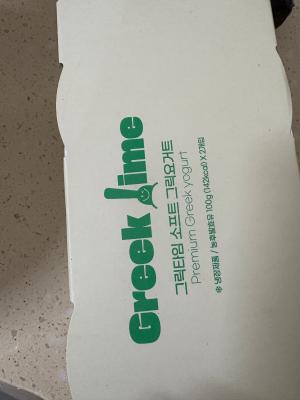 Greek Time
그릭타임 소프트 그릭요거트
Premium Greek yogurt
❄ 냉장제품 / 농후발효유 100g (142kcal) X 2개입